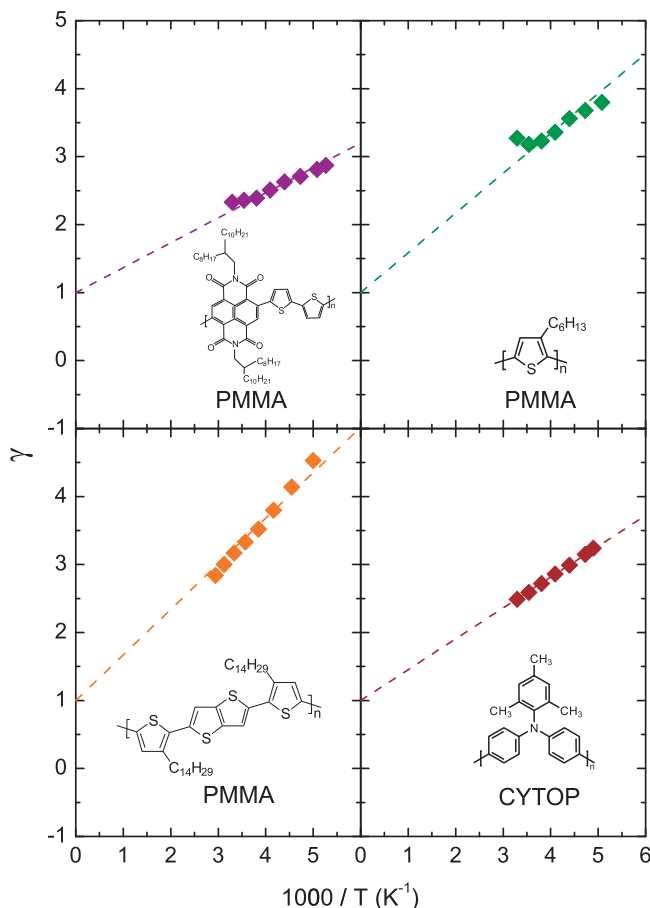 5
4
3
2
1
0
-1
C₁₀H₂₁
C₈H₁₇
O
N
O
S
S
n
O
N
O
C₈H₁₇
C₁₀H₂₁
PMMA
C₆H₁₃
S
n
PMMA
γ
4
3
2
1
0
-1
C₁₄H₂₉
S
S
S
S
n
C₁₄H₂₉
PMMA
CH₃
CH₃
CH₃
N
n
CYTOP
0 1 2 3 4 5 0 1 2 3 4 5 6
1000 / T (K⁻¹)